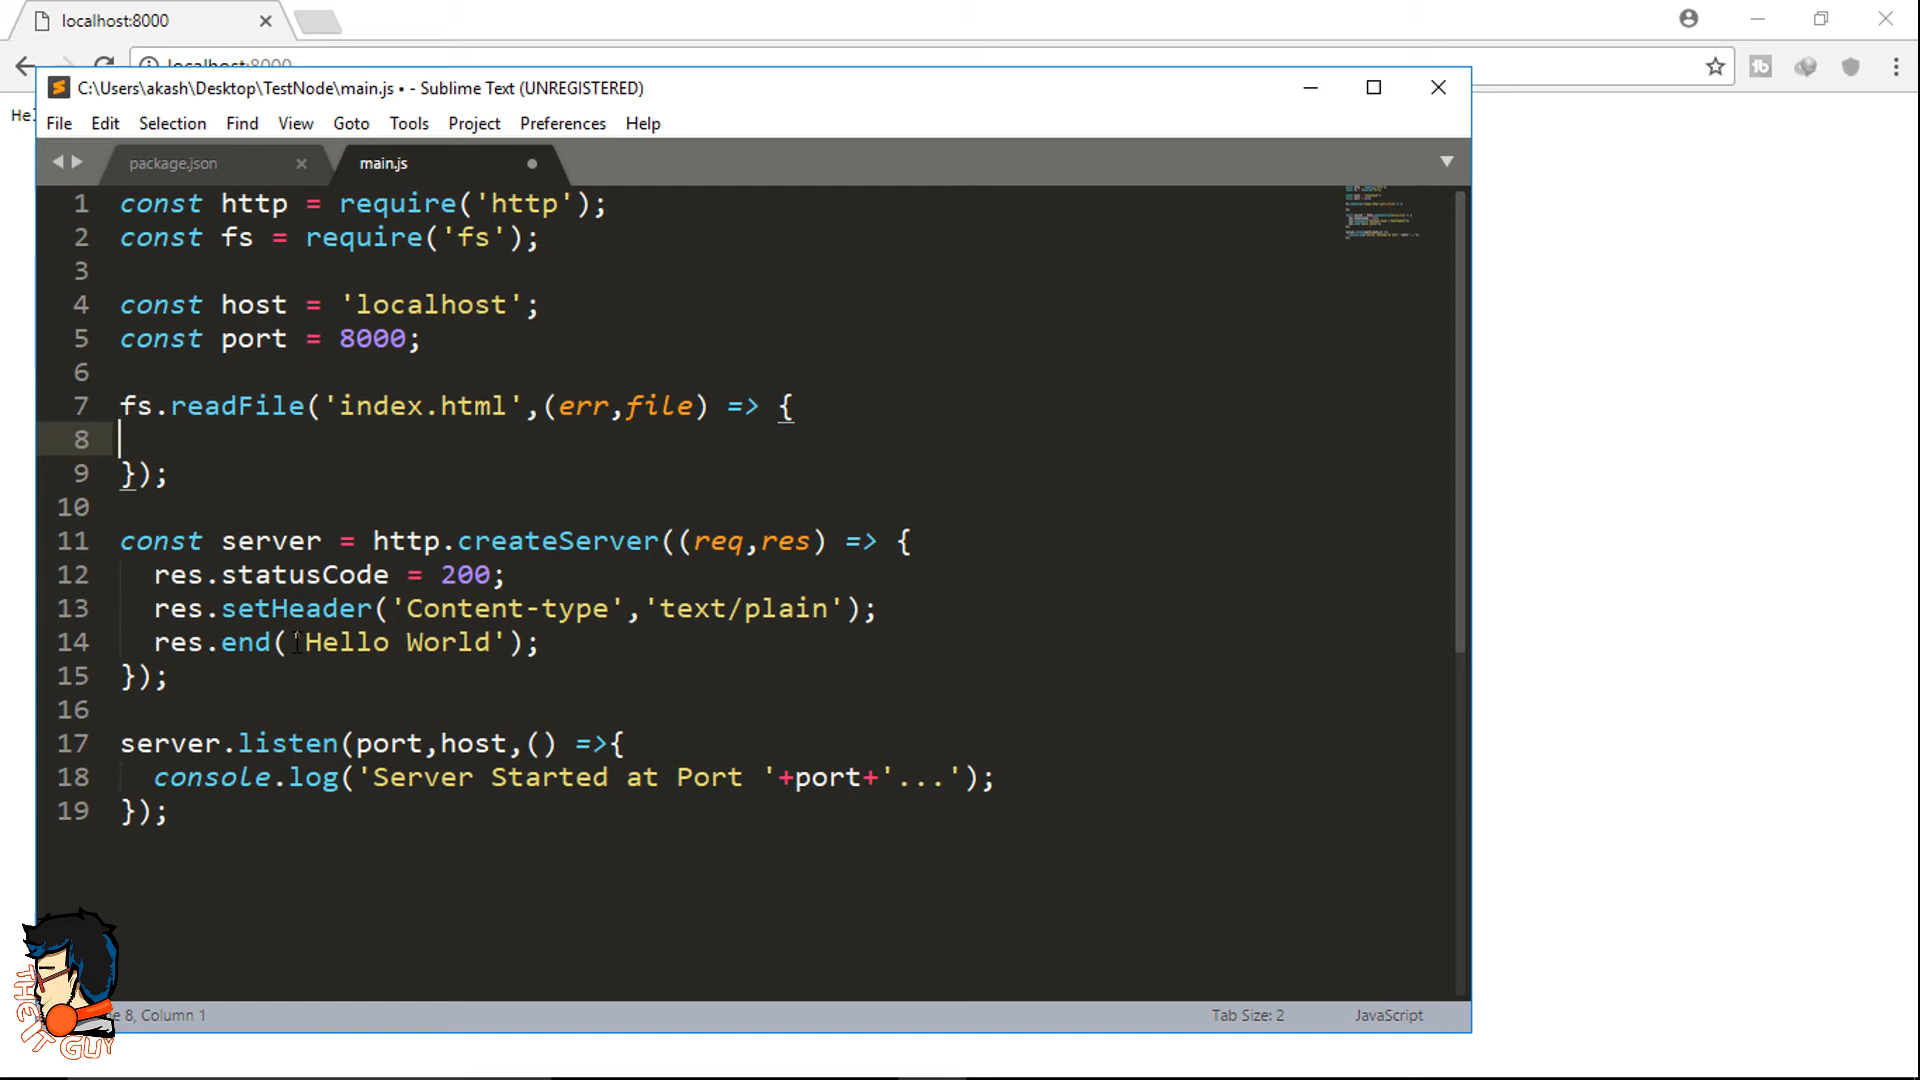 localhost:8000
localhost:8000
C:\Users\akash\Desktop\TestNode\main.js • - Sublime Text (UNREGISTERED)
Hel
File Edit Selection Find View Goto Tools Project Preferences Help
package.json main.js
1 const http = require('http');
2 const fs = require('fs');
3
4 const host = 'localhost';
5 const port = 8000;
6
7 fs.readFile('index.html',(err,file) => {
8
9 });
10
11 const server = http.createServer((req,res) => {
12 res.statusCode = 200;
13 res.setHeader('Content-type','text/plain');
14 res.end('Hello World');
15 });
16
17 server.listen(port,host,() =>{
18 console.log('Server Started at Port '+port+'...');
19 });
8, Column 1 Tab Size: 2 JavaScript
THE IT GUY